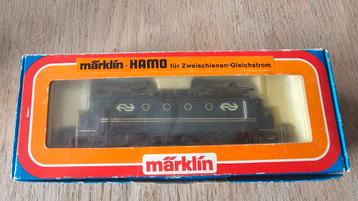 märklin · HAMO für Zweischienen-Gleichstrom
märklin